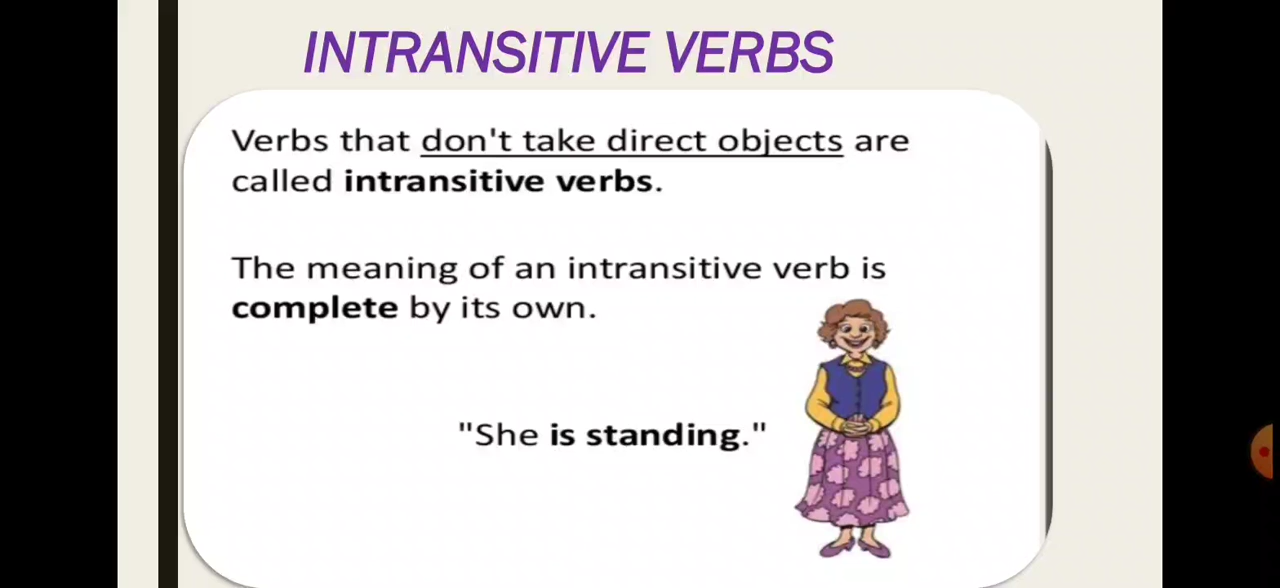 INTRANSITIVE VERBS
Verbs that don't take direct objects are
called intransitive verbs.
The meaning of an intransitive verb is
complete by its own.
"She is standing."